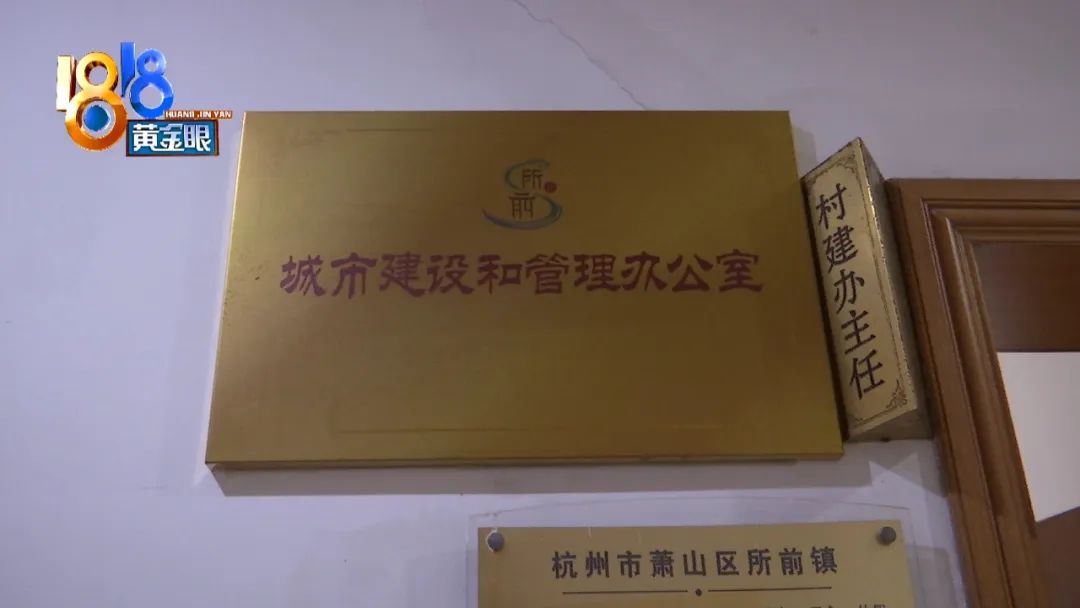 1818
HUANG JIN YAN
黄金眼
所前
城市建设和管理办公室
村建办主任
杭州市萧山区所前镇